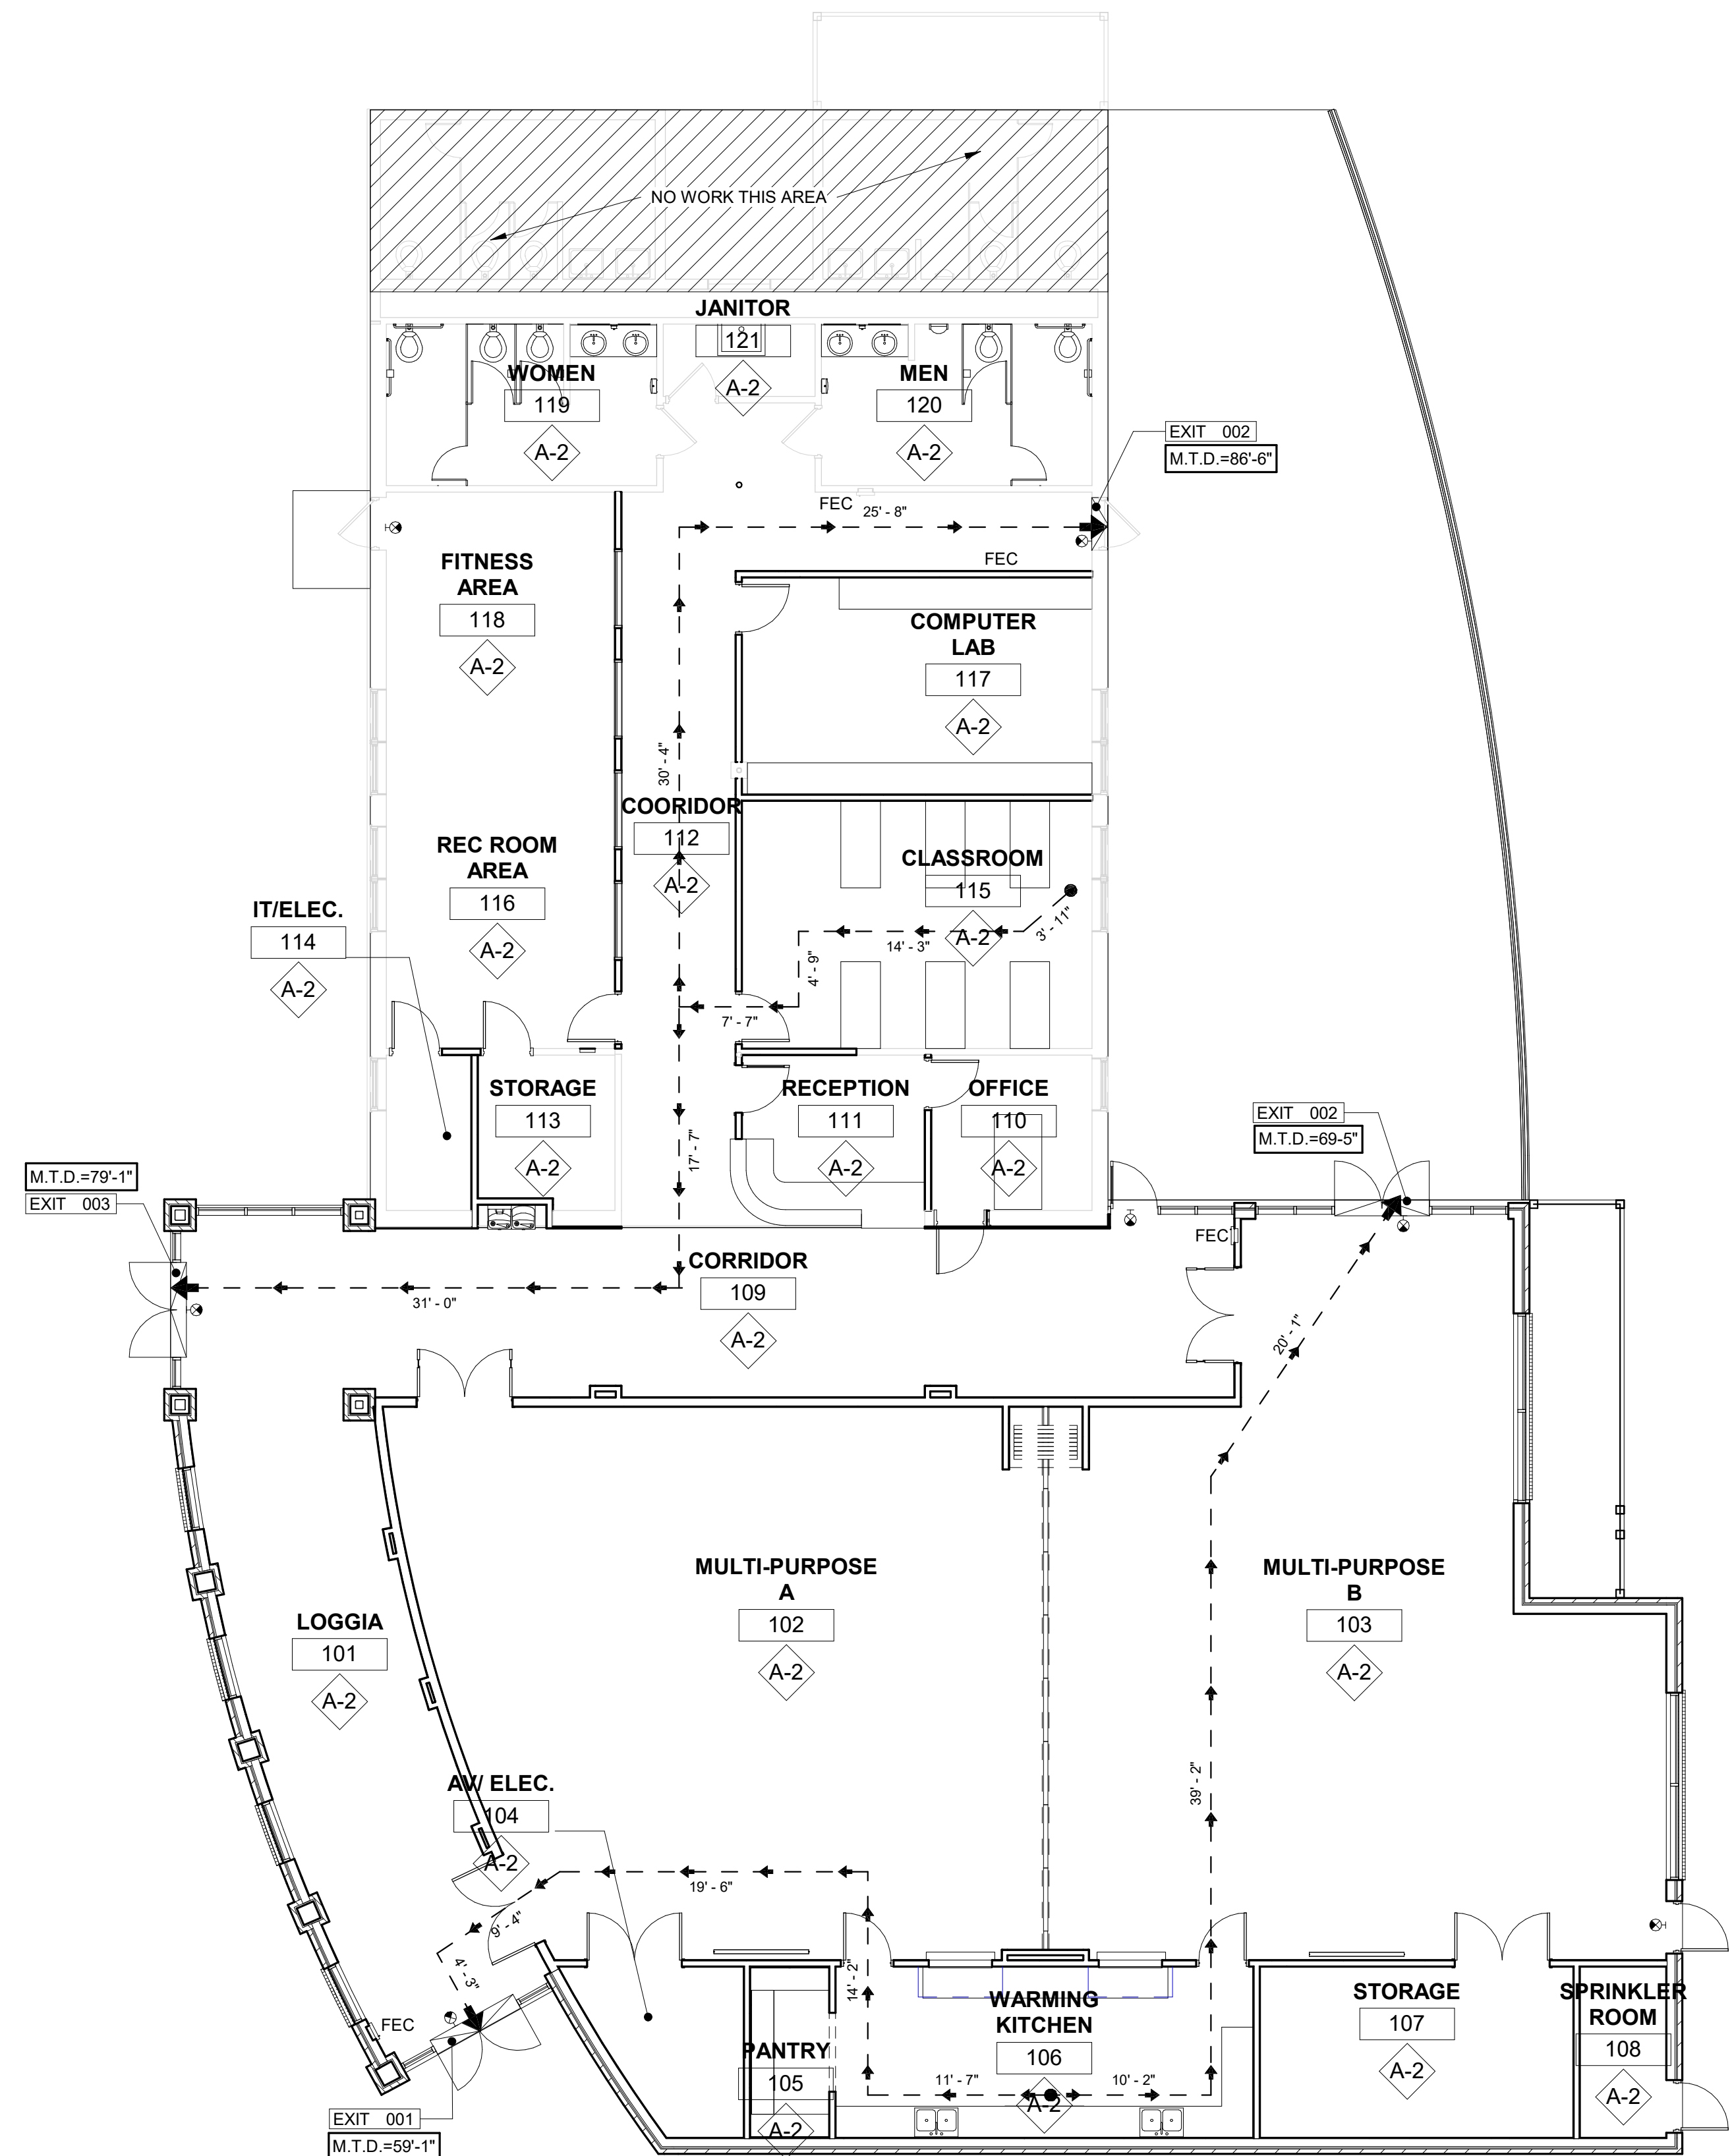 NO WORK THIS AREA
JANITOR
121
A-2
WOMEN
119
A-2
MEN
120
A-2
EXIT 002
M.T.D.=86'-6"
FEC
25' - 8"
FEC
FITNESS
AREA
118
A-2
COMPUTER
LAB
117
A-2
30' - 4"
COORIDOR
112
A-2
REC ROOM
AREA
116
A-2
CLASSROOM
115
A-2
3' - 11"
14' - 3"
4' - 9"
7' - 7"
IT/ELEC.
114
A-2
STORAGE
113
A-2
17' - 7"
RECEPTION
111
A-2
OFFICE
110
A-2
EXIT 002
M.T.D.=69-5"
M.T.D.=79'-1"
EXIT 003
FEC
CORRIDOR
109
A-2
31' - 0"
20' - 1"
MULTI-PURPOSE
A
102
A-2
MULTI-PURPOSE
B
103
A-2
LOGGIA
101
A-2
39' - 2"
AV/ ELEC.
104
A-2
19' - 6"
9' - 4"
4' - 3"
14' - 2"
FEC
WARMING
KITCHEN
106
A-2
11' - 7"
10' - 2"
PANTRY
105
A-2
STORAGE
107
A-2
SPRINKLER
ROOM
108
A-2
EXIT 001
M.T.D.=59'-1"